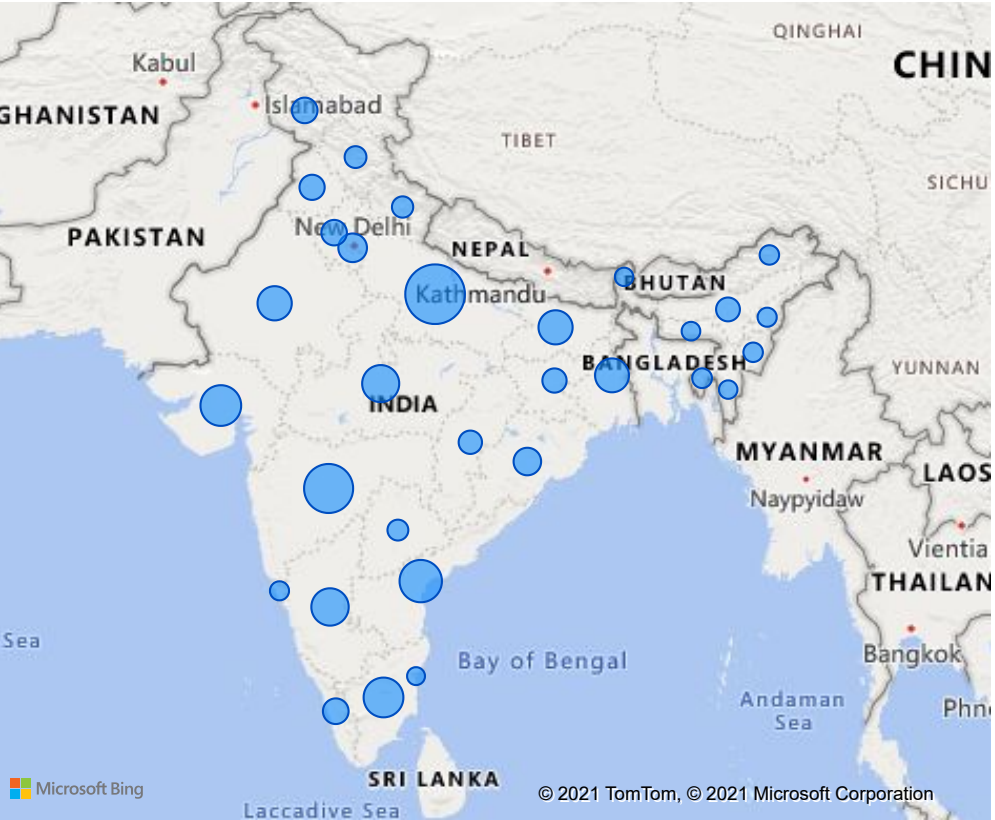 QINGHAI
Kabul
CHIN
Islamabad
GHANISTAN
TIBET
SICHU
New Delhi
PAKISTAN
NEPAL
BHUTAN
Kathmandu
BANGLADESH
YUNNAN
INDIA
MYANMAR
LAOS
Naypyidaw
Vientia
THAILAN
Sea
Bay of Bengal
Bangkok
Andaman
Sea
Phn
SRI LANKA
Microsoft Bing
© 2021 TomTom, © 2021 Microsoft Corporation
Laccadive Sea